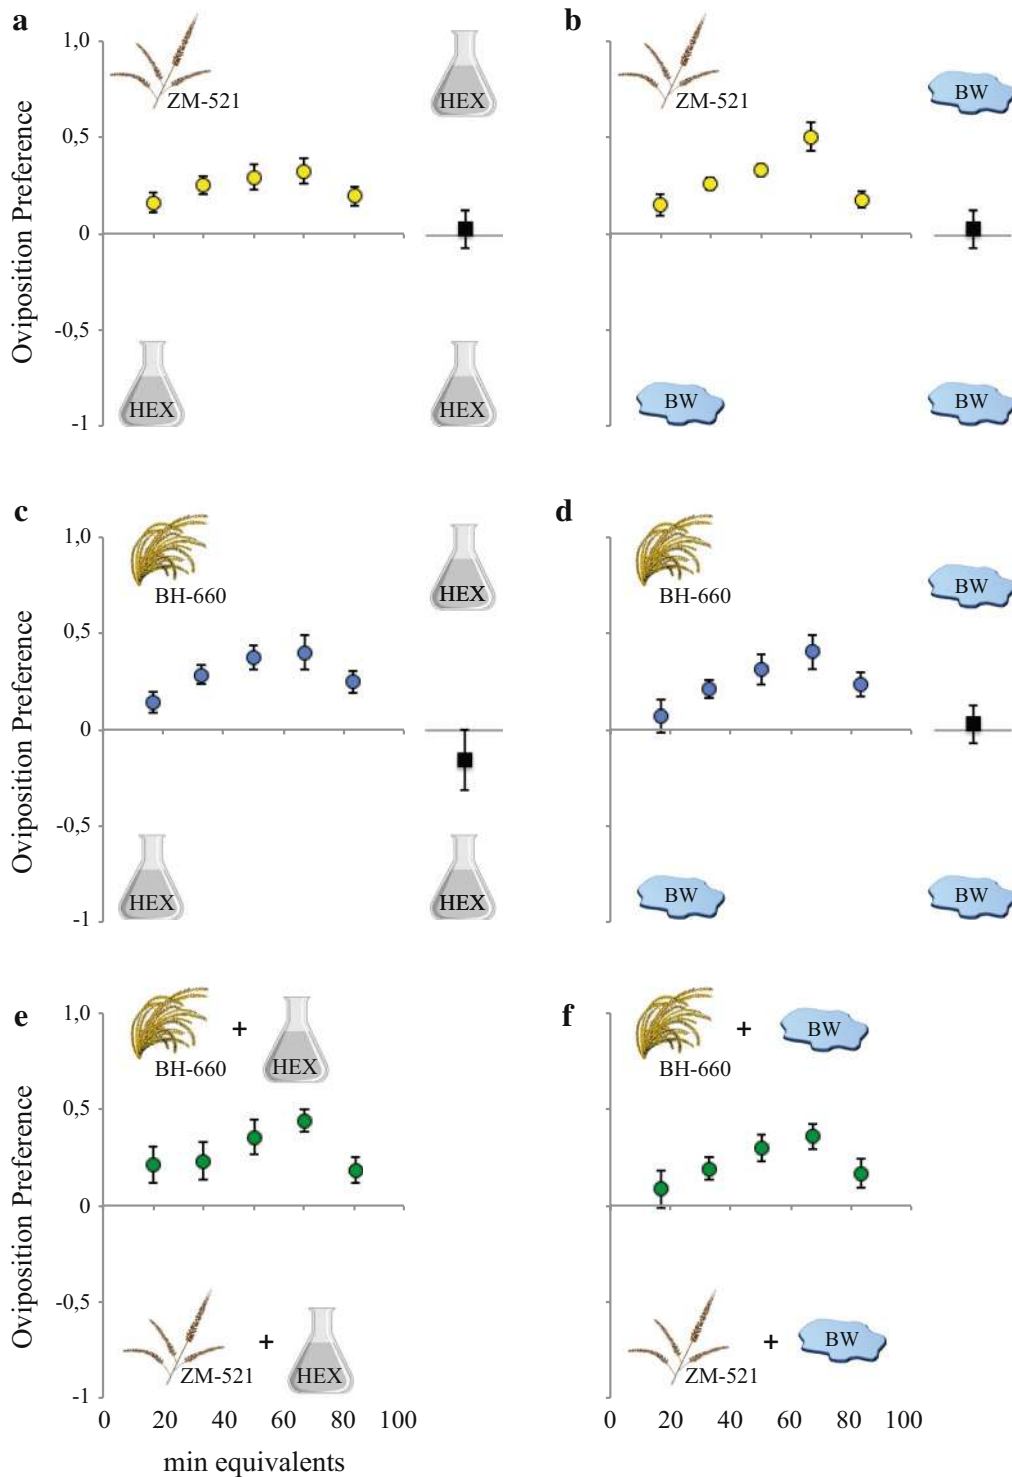 a
b
1,0
ZM-521
HEX
ZM-521
BW
0,5
0
-0,5
-1
HEX
HEX
BW
BW
Oviposition Preference
c
d
1,0
BH-660
HEX
BH-660
BW
0,5
0
-0,5
-1
HEX
HEX
BW
BW
Oviposition Preference
e
f
1,0
BH-660 + HEX
BH-660 + BW
0,5
0
-0,5
-1
ZM-521 + HEX
ZM-521 + BW
Oviposition Preference
0 20 40 60 80 100
0 20 40 60 80 100
min equivalents